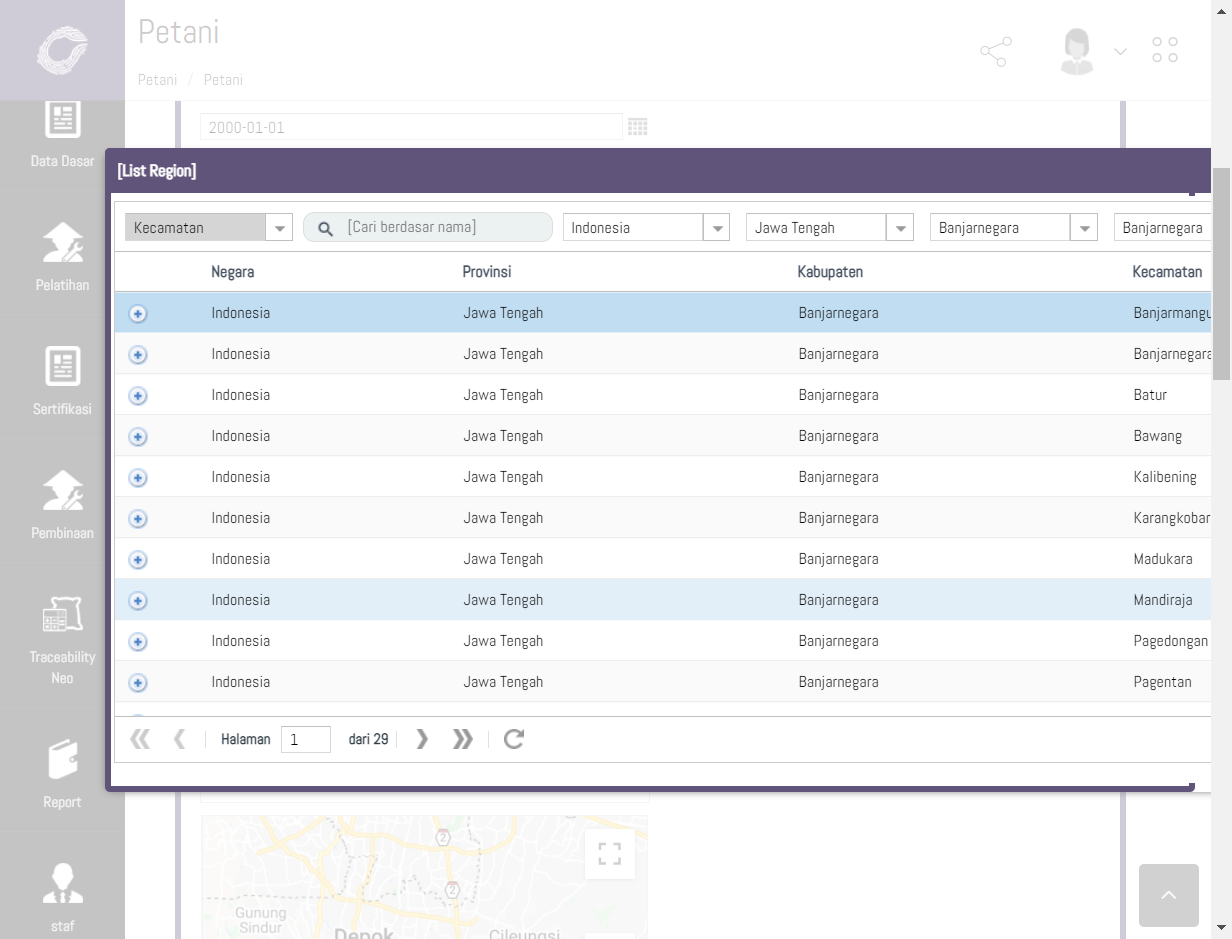 Petani
Petani / Petani
2000-01-01
Data Dasar
[List Region]
Kecamatan
[Cari berdasar nama]
Indonesia
Jawa Tengah
Banjarnegara
Banjarnegara
Negara Provinsi Kabupaten Kecamatan
Indonesia Jawa Tengah Banjarnegara Banjarmangu
Indonesia Jawa Tengah Banjarnegara Banjarnegara
Indonesia Jawa Tengah Banjarnegara Batur
Indonesia Jawa Tengah Banjarnegara Bawang
Indonesia Jawa Tengah Banjarnegara Kalibening
Indonesia Jawa Tengah Banjarnegara Karangkobar
Indonesia Jawa Tengah Banjarnegara Madukara
Indonesia Jawa Tengah Banjarnegara Mandiraja
Indonesia Jawa Tengah Banjarnegara Pagedongan
Indonesia Jawa Tengah Banjarnegara Pagentan
Halaman 1 dari 29
Pelatihan
Sertifikasi
Pembinaan
Traceability
Neo
Report
staf
2
2
Gunung
Sindur
Depok
Cileungsi